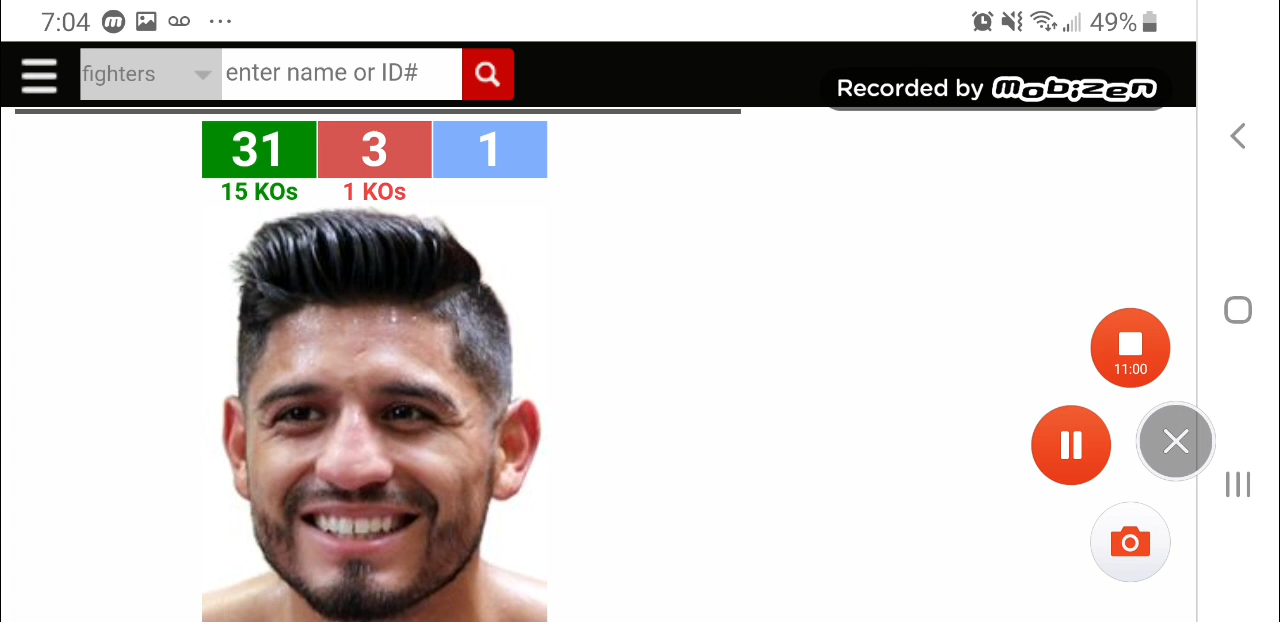 7:04 m ... 49%
fighters enter name or ID#
Recorded by mobizen
31 3 1
15 KOs 1 KOs
11:00